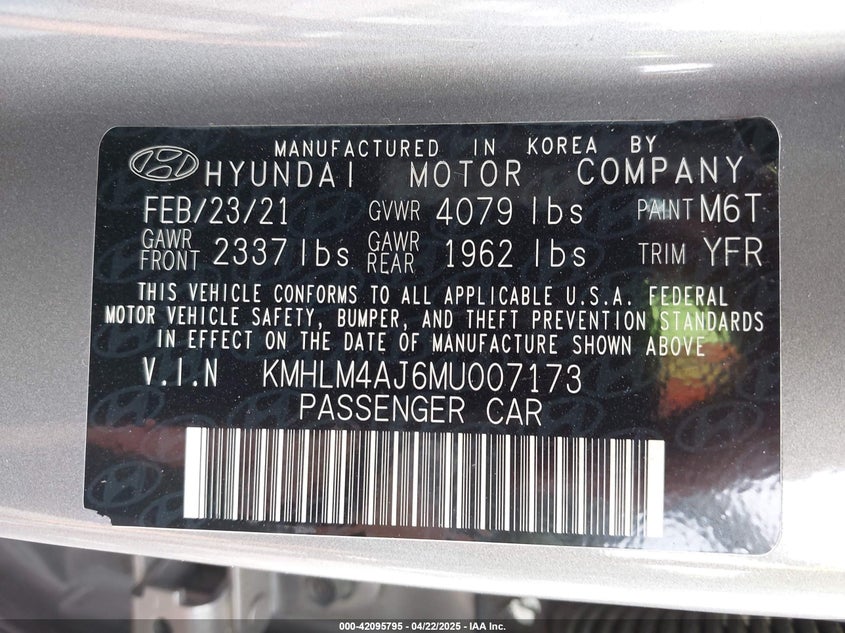 MANUFACTURED IN KOREA BY
HYUNDAI MOTOR COMPANY
FEB/23/21 GVWR 4079 lbs PAINT M6T
GAWR FRONT 2337 lbs GAWR REAR 1962 lbs TRIM YFR
THIS VEHICLE CONFORMS TO ALL APPLICABLE U.S.A. FEDERAL
MOTOR VEHICLE SAFETY, BUMPER, AND THEFT PREVENTION STANDARDS
IN EFFECT ON THE DATE OF MANUFACTURE SHOWN ABOVE
V.I.N KMHLM4AJ6MU007173
PASSENGER CAR
000-42095795 - 04/22/2025 - IAA Inc.